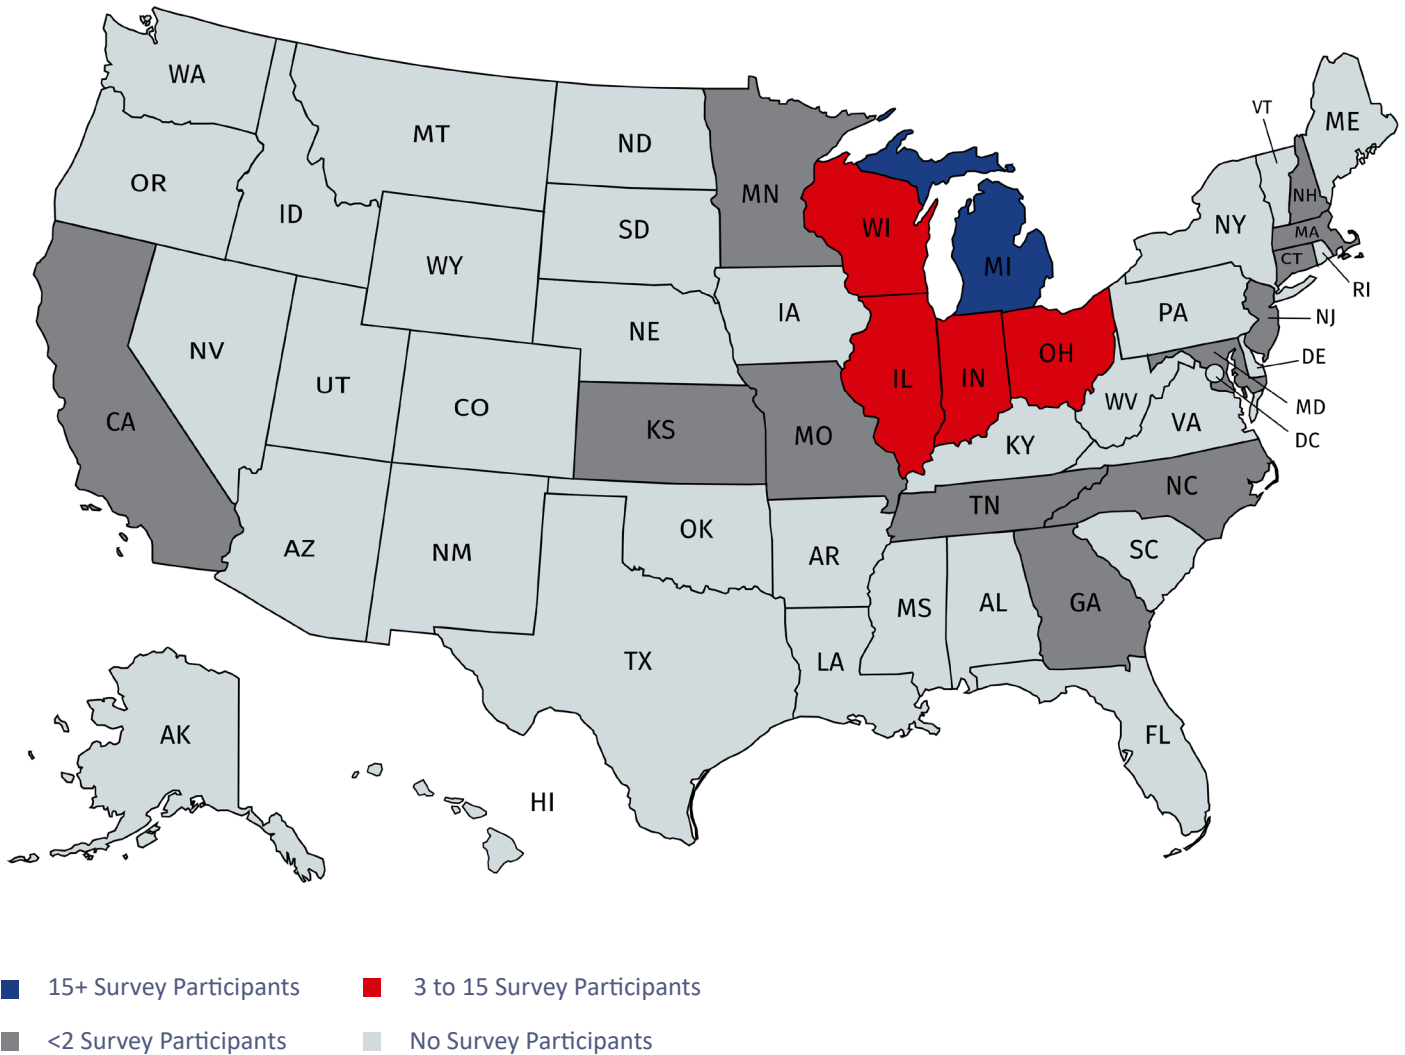 WA
MT
ND
MN
VT
ME
OR
ID
SD
WI
NY
NH
MA
CT
RI
WY
MI
IA
PA
NJ
NE
NV
UT
CO
IL
IN
OH
DE
MD
DC
WV
VA
CA
KS
MO
KY
NC
TN
OK
AZ
NM
AR
SC
MS
AL
GA
TX
LA
FL
AK
HI
15+ Survey Participants
3 to 15 Survey Participants
<2 Survey Participants
No Survey Participants